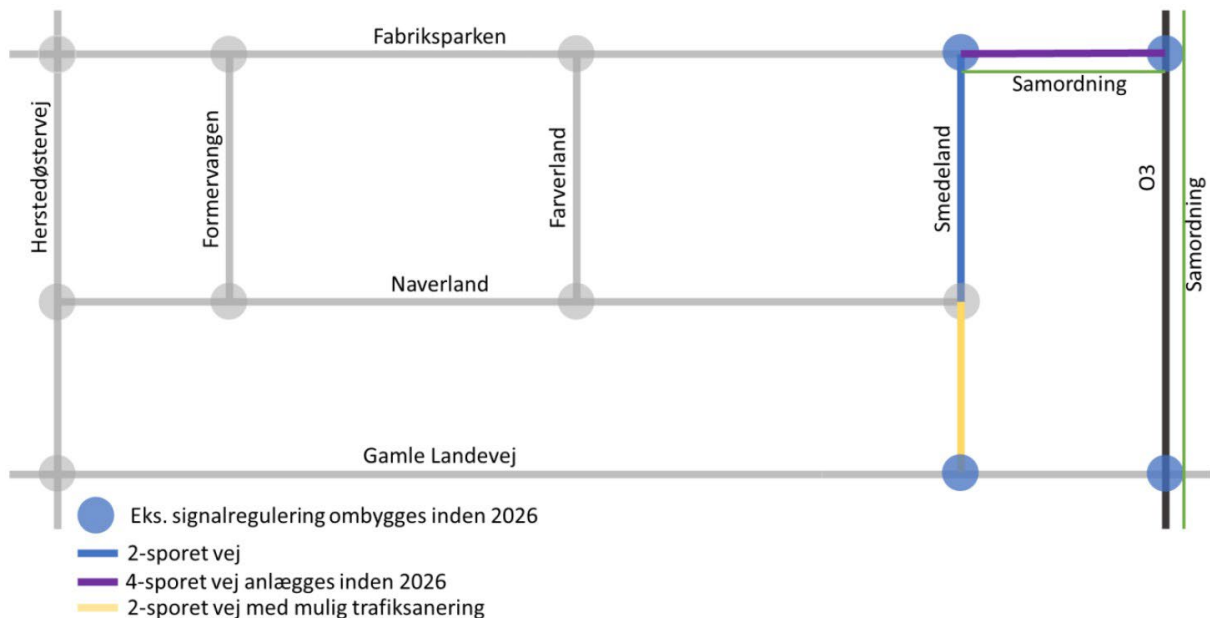 Fabriksparken
Samordning
Herstedøstervej
Formervangen
Farverland
Smedeland
O3
Samordning
Naverland
Gamle Landevej
Eks. signalregulering ombygges inden 2026
2-sporet vej
4-sporet vej anlægges inden 2026
2-sporet vej med mulig trafiksanering